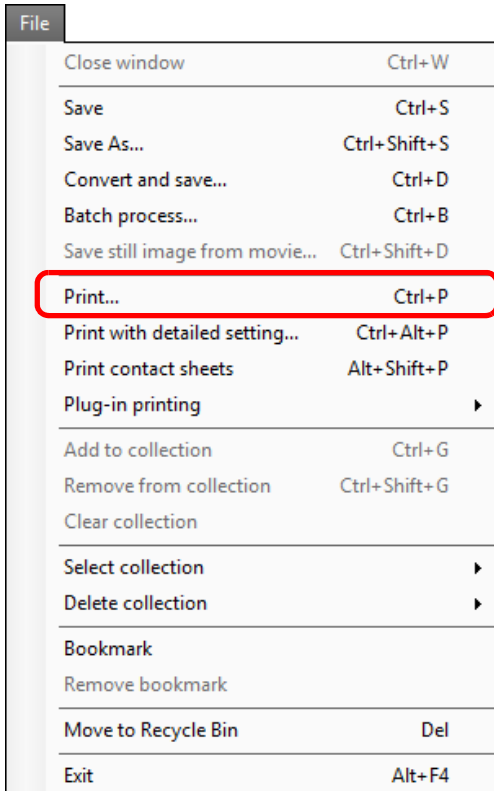 File
Close window Ctrl+W
Save Ctrl+S
Save As... Ctrl+Shift+S
Convert and save... Ctrl+D
Batch process... Ctrl+B
Save still image from movie... Ctrl+Shift+D
Print... Ctrl+P
Print with detailed setting... Ctrl+Alt+P
Print contact sheets Alt+Shift+P
Plug-in printing
Add to collection Ctrl+G
Remove from collection Ctrl+Shift+G
Clear collection
Select collection
Delete collection
Bookmark
Remove bookmark
Move to Recycle Bin Del
Exit Alt+F4